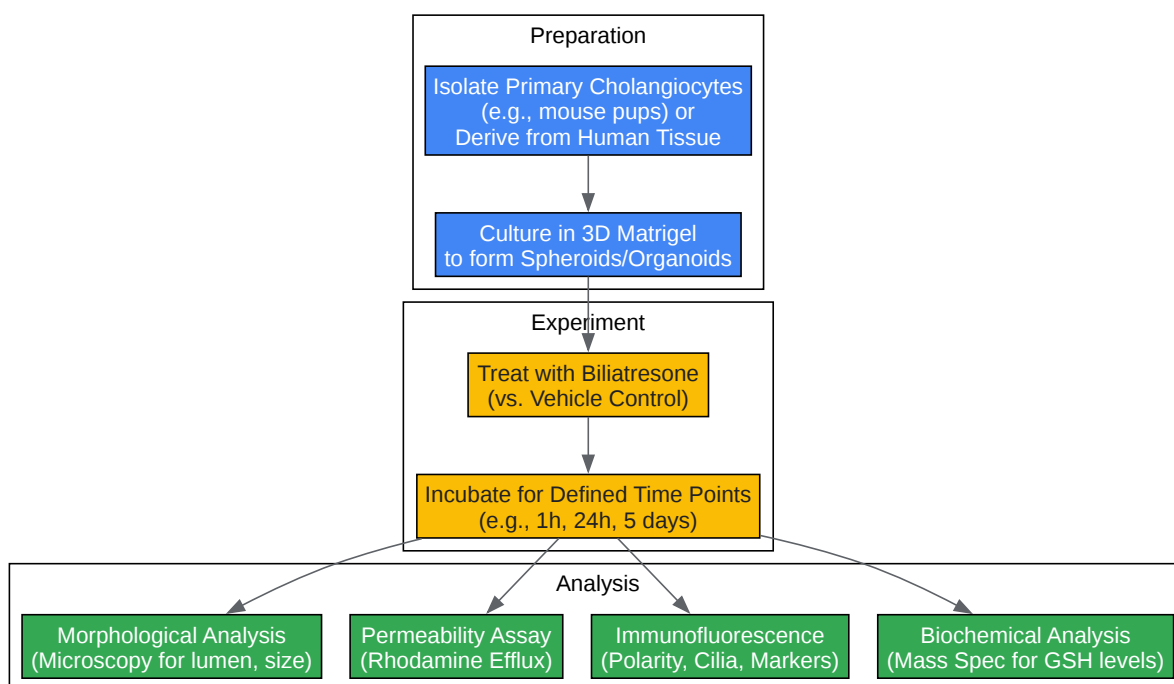 Preparation
Isolate Primary Cholangiocytes
(e.g., mouse pups) or
Derive from Human Tissue
Culture in 3D Matrigel
to form Spheroids/Organoids
Experiment
Treat with Biliatresone
(vs. Vehicle Control)
Incubate for Defined Time Points
(e.g., 1h, 24h, 5 days)
Analysis
Morphological Analysis
(Microscopy for lumen, size)
Permeability Assay
(Rhodamine Efflux)
Immunofluorescence
(Polarity, Cilia, Markers)
Biochemical Analysis
(Mass Spec for GSH levels)